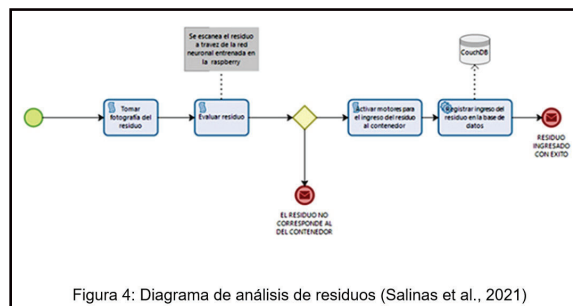 Se escanea el residuo
a travez de la red
neuronal entrenada en
la raspberry
CouchDB
Tomar
fotografía del
residuo
Evaluar residuo
Activar motores para
el ingreso del residuo
al contenedor
Registrar ingreso del
residuo en la base de
datos
RESIDUO
INGRESADO
CON EXITO
EL RESIDUO NO
CORRESPONDE AL
DEL CONTENEDOR
Figura 4: Diagrama de análisis de residuos (Salinas et al., 2021)